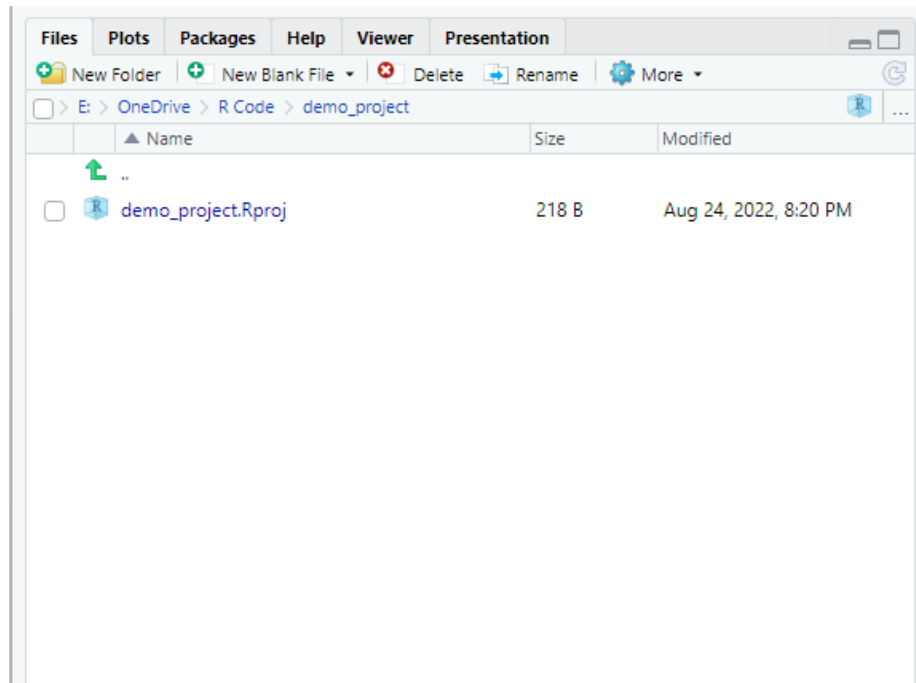 Files Plots Packages Help Viewer Presentation
New Folder New Blank File Delete Rename More
E: > OneDrive > R Code > demo_project R ...
Name Size Modified
..
R demo_project.Rproj 218 B Aug 24, 2022, 8:20 PM